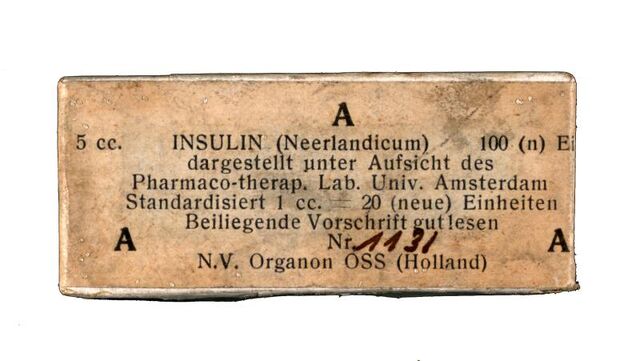 A
5 cc. INSULIN (Neerlandicum) 100 (n) Ei
dargestellt unter Aufsicht des
Pharmaco-therap. Lab. Univ. Amsterdam
Standardisiert 1 cc. = 20 (neue) Einheiten
Beiliegende Vorschrift gut lesen
A Nr. 1131 A
N.V. Organon OSS (Holland)